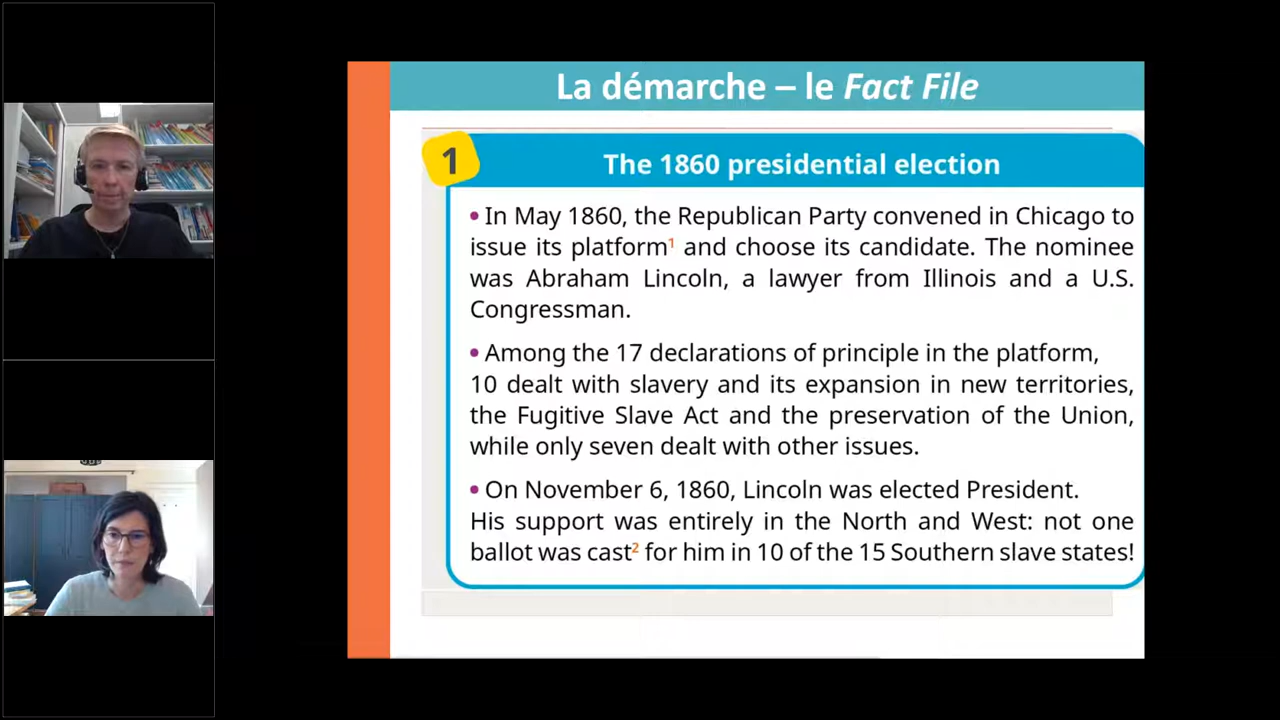 La démarche – le Fact File
1
The 1860 presidential election
• In May 1860, the Republican Party convened in Chicago to
issue its platform¹ and choose its candidate. The nominee
was Abraham Lincoln, a lawyer from Illinois and a U.S.
Congressman.
• Among the 17 declarations of principle in the platform,
10 dealt with slavery and its expansion in new territories,
the Fugitive Slave Act and the preservation of the Union,
while only seven dealt with other issues.
• On November 6, 1860, Lincoln was elected President.
His support was entirely in the North and West: not one
ballot was cast² for him in 10 of the 15 Southern slave states!